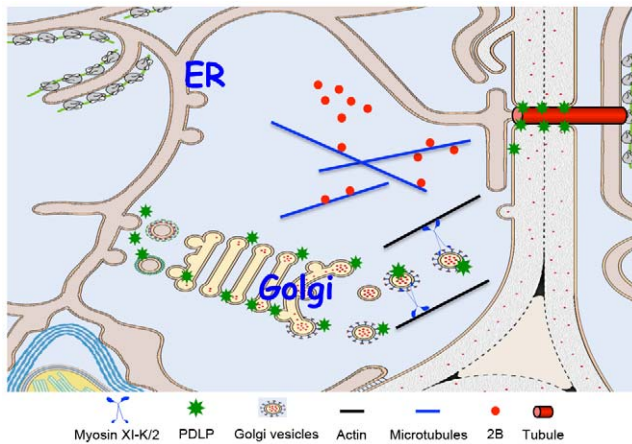 ER
Golgi
Myosin XI-K/2 PDLP Golgi vesicles Actin Microtubules 2B Tubule